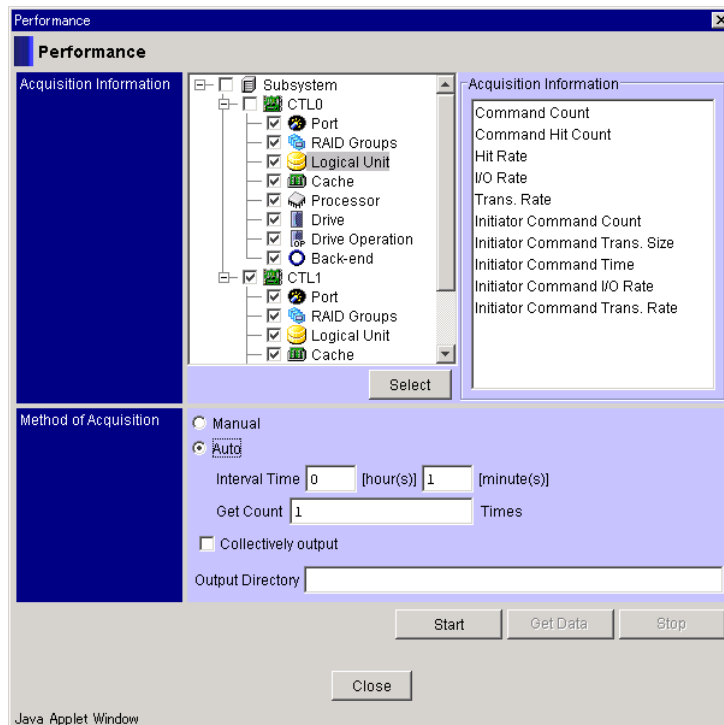 Performance
Performance
Acquisition Information
Subsystem
CTL0
Port
RAID Groups
Logical Unit
Cache
Processor
Drive
OP Drive Operation
Back-end
CTL1
Port
RAID Groups
Logical Unit
Cache
Select
Acquisition Information
Command Count
Command Hit Count
Hit Rate
I/O Rate
Trans. Rate
Initiator Command Count
Initiator Command Trans. Size
Initiator Command Time
Initiator Command I/O Rate
Initiator Command Trans. Rate
Method of Acquisition
Manual
Auto
Interval Time 0 [hour(s)] 1 [minute(s)]
Get Count 1 Times
Collectively output
Output Directory
Start Get Data Stop
Close
Java Applet Window